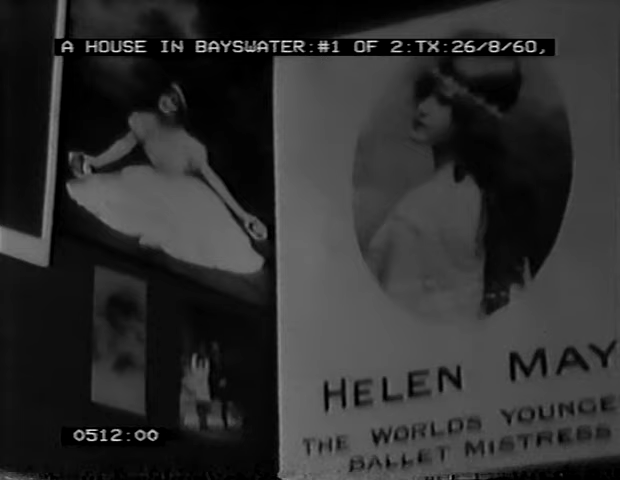 A HOUSE IN BAYSWATER:#1 OF 2:TX:26/8/60,
HELEN MAY
THE WORLDS YOUNGE
BALLET MISTRESS
0512:00